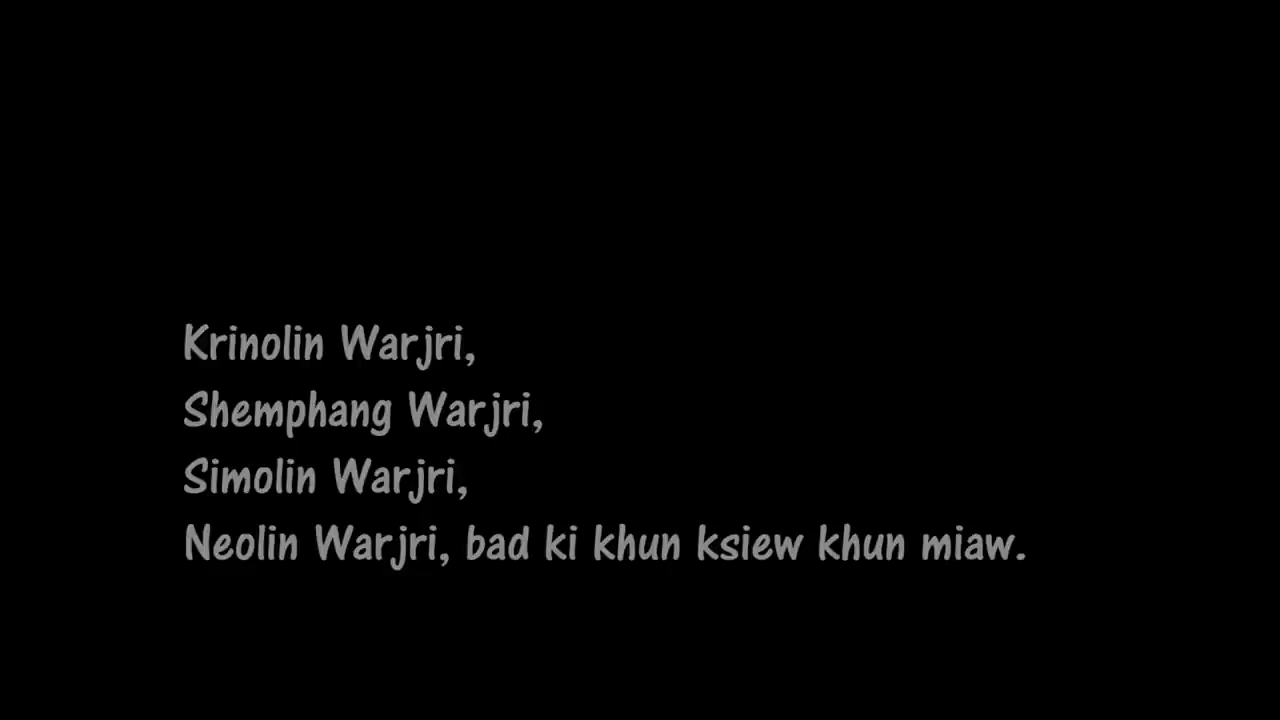 Krinolin Warjri,
Shemphang Warjri,
Simolin Warjri,
Neolin Warjri, bad ki khun ksiew khun miaw.